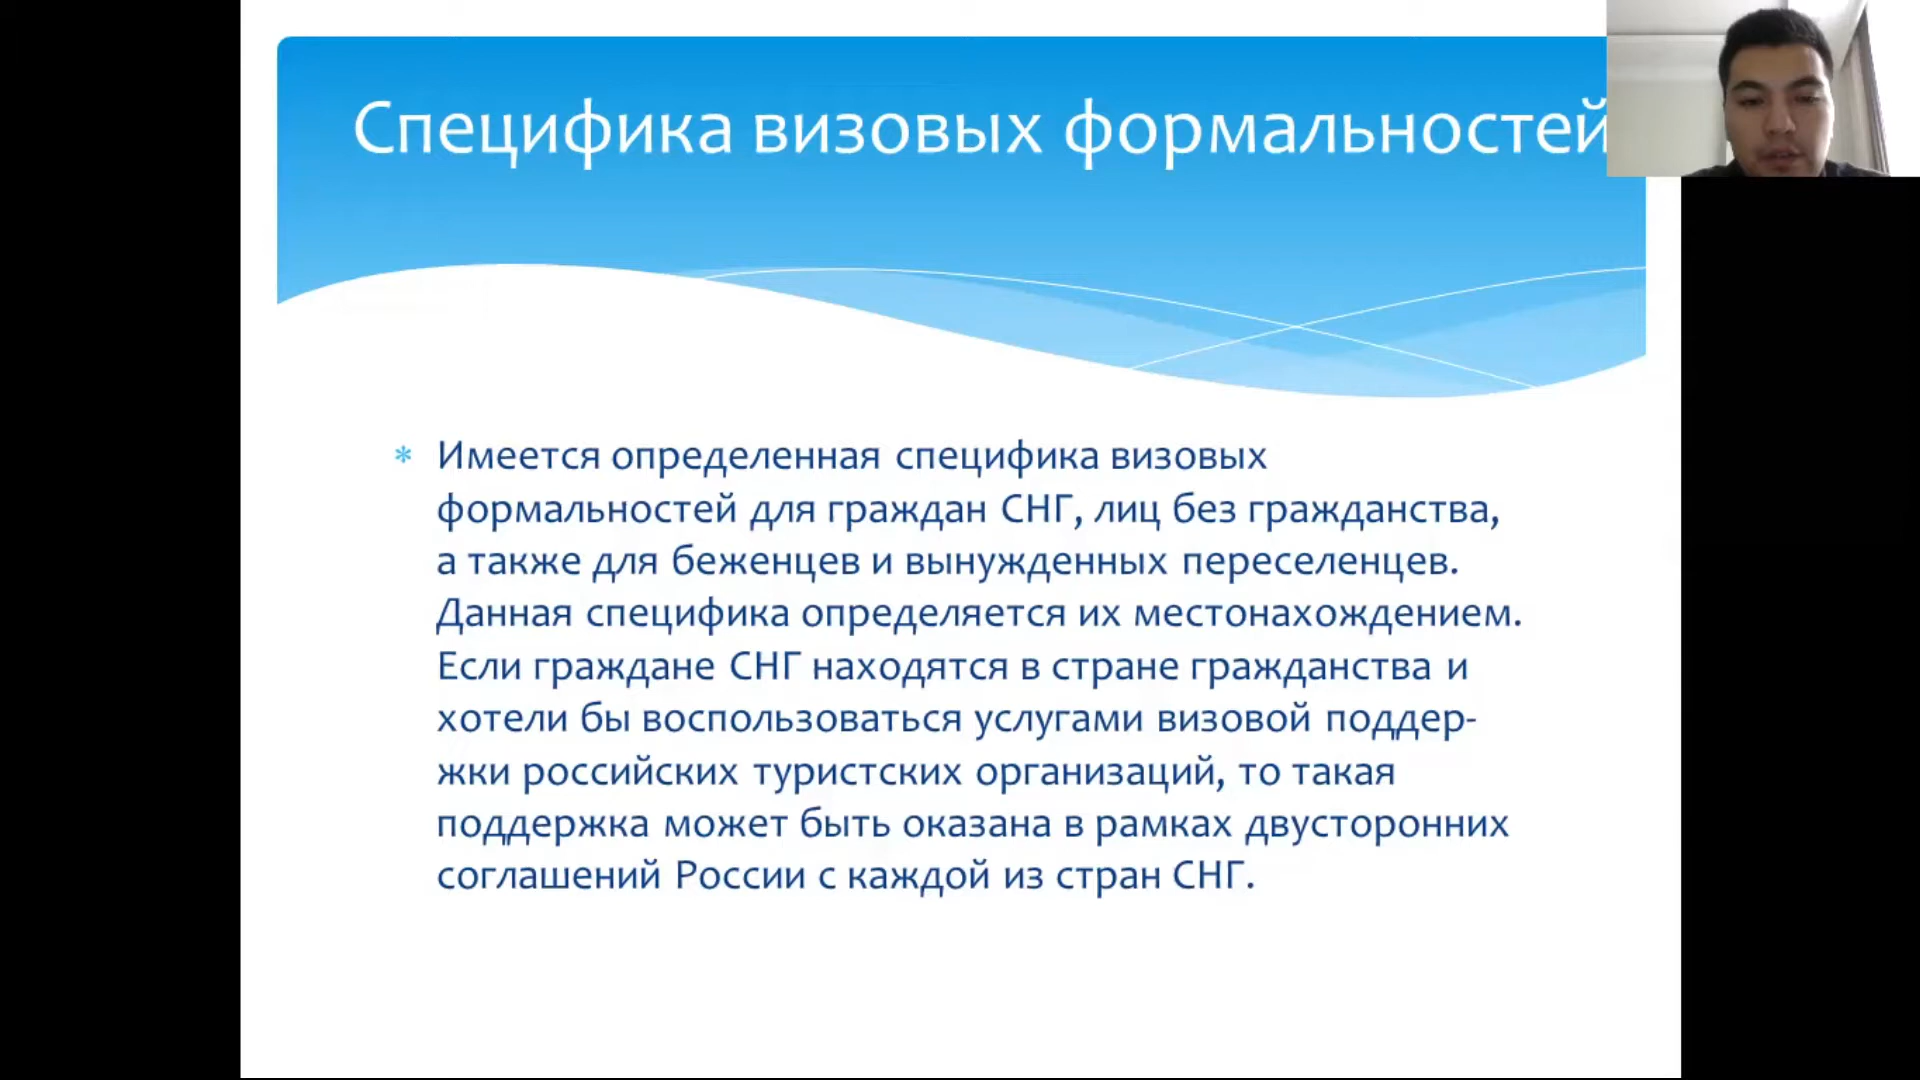 Специфика визовых формальностей
* Имеется определенная специфика визовых
формальностей для граждан СНГ, лиц без гражданства,
а также для беженцев и вынужденных переселенцев.
Данная специфика определяется их местонахождением.
Если граждане СНГ находятся в стране гражданства и
хотели бы воспользоваться услугами визовой поддер-
жки российских туристских организаций, то такая
поддержка может быть оказана в рамках двусторонних
соглашений России с каждой из стран СНГ.